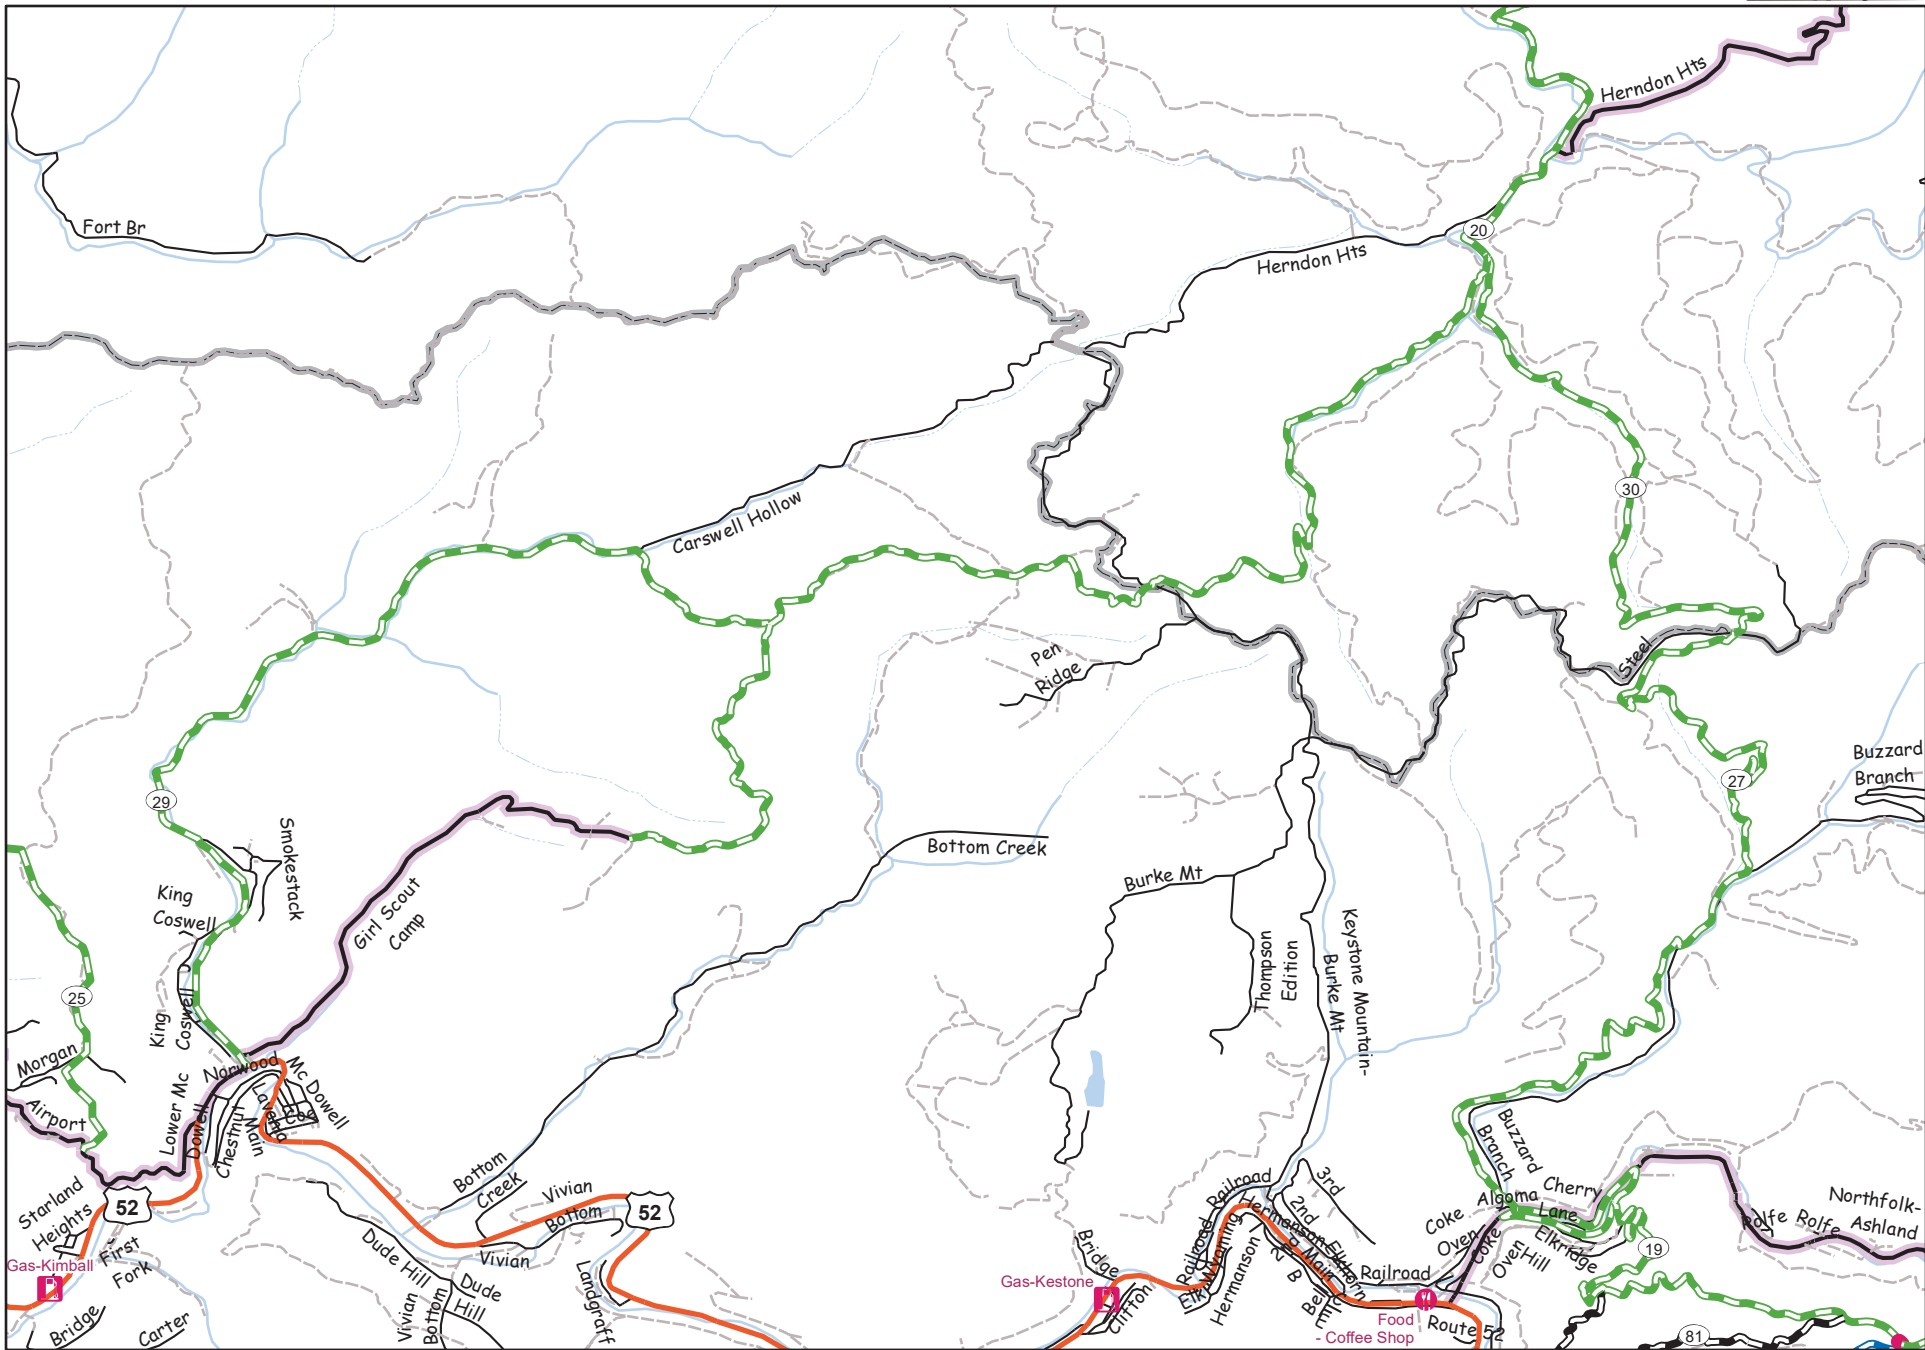 Herndon Hts
Fort Br
20
Herndon Hts
30
Carswell Hollow
Pen
Ridge
Steel
Buzzard
Branch
27
29
Smokestack
King
Coswell
Girl Scout
Camp
Bottom Creek
Burke Mt
Thompson
Edition
Keystone Mountain-
Burke Mt
King
Coswell
25
Morgan
Airport
Norwood
Mc Dowell
Lower Mc
Dowell
Chestnut
Main
Starland
Heights
52
First
Fork
Gas-Kimball
Bridge
Carter
Bottom
Creek
Vivian
Bottom
52
Vivian
Dude Hill
Dude
Hill
Vivian
Bottom
Landgraff
Bridge
Gas-Kestone
Clifton
Railroad
Railroad
Wyoming
Hermanson
Hermanson
3rd
2nd
Main
Elkhorn
Railroad
Food
- Coffee Shop
Route 52
Coke
Oven
Coke
Oven
Hill
Buzzard
Branch
Algoma
Cherry
Lane
Elkridge
19
Rolfe
Rolfe
Northfolk-
Ashland
81